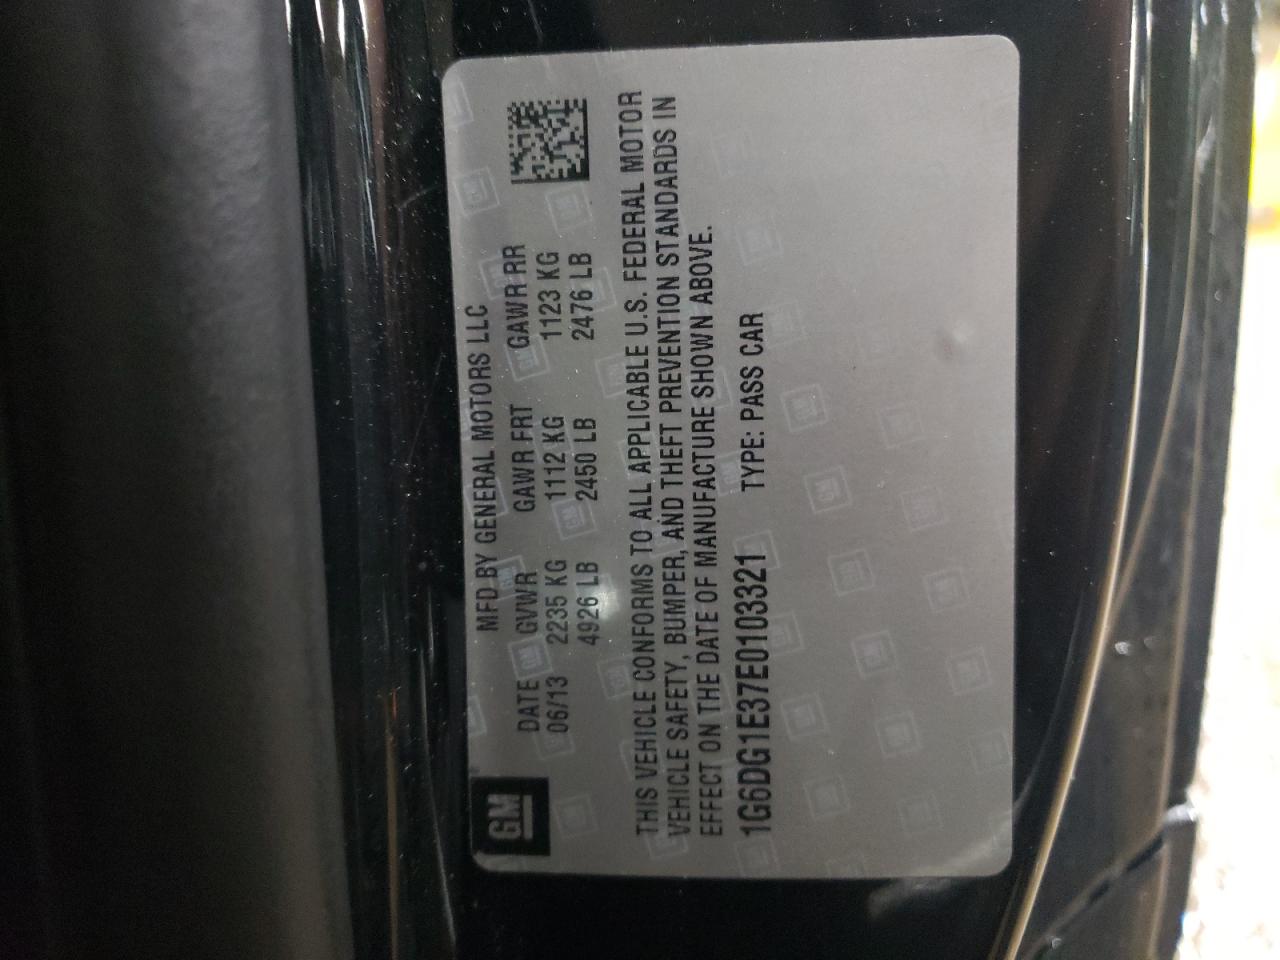 GM
MFD BY GENERAL MOTORS LLC
DATE GVWR GAWR FRT GAWR RR
06/13 2235 KG 1112 KG 1123 KG
4926 LB 2450 LB 2476 LB
THIS VEHICLE CONFORMS TO ALL APPLICABLE U.S. FEDERAL MOTOR
VEHICLE SAFETY, BUMPER, AND THEFT PREVENTION STANDARDS IN
EFFECT ON THE DATE OF MANUFACTURE SHOWN ABOVE.
1G6DG1E37E0103321 TYPE: PASS CAR